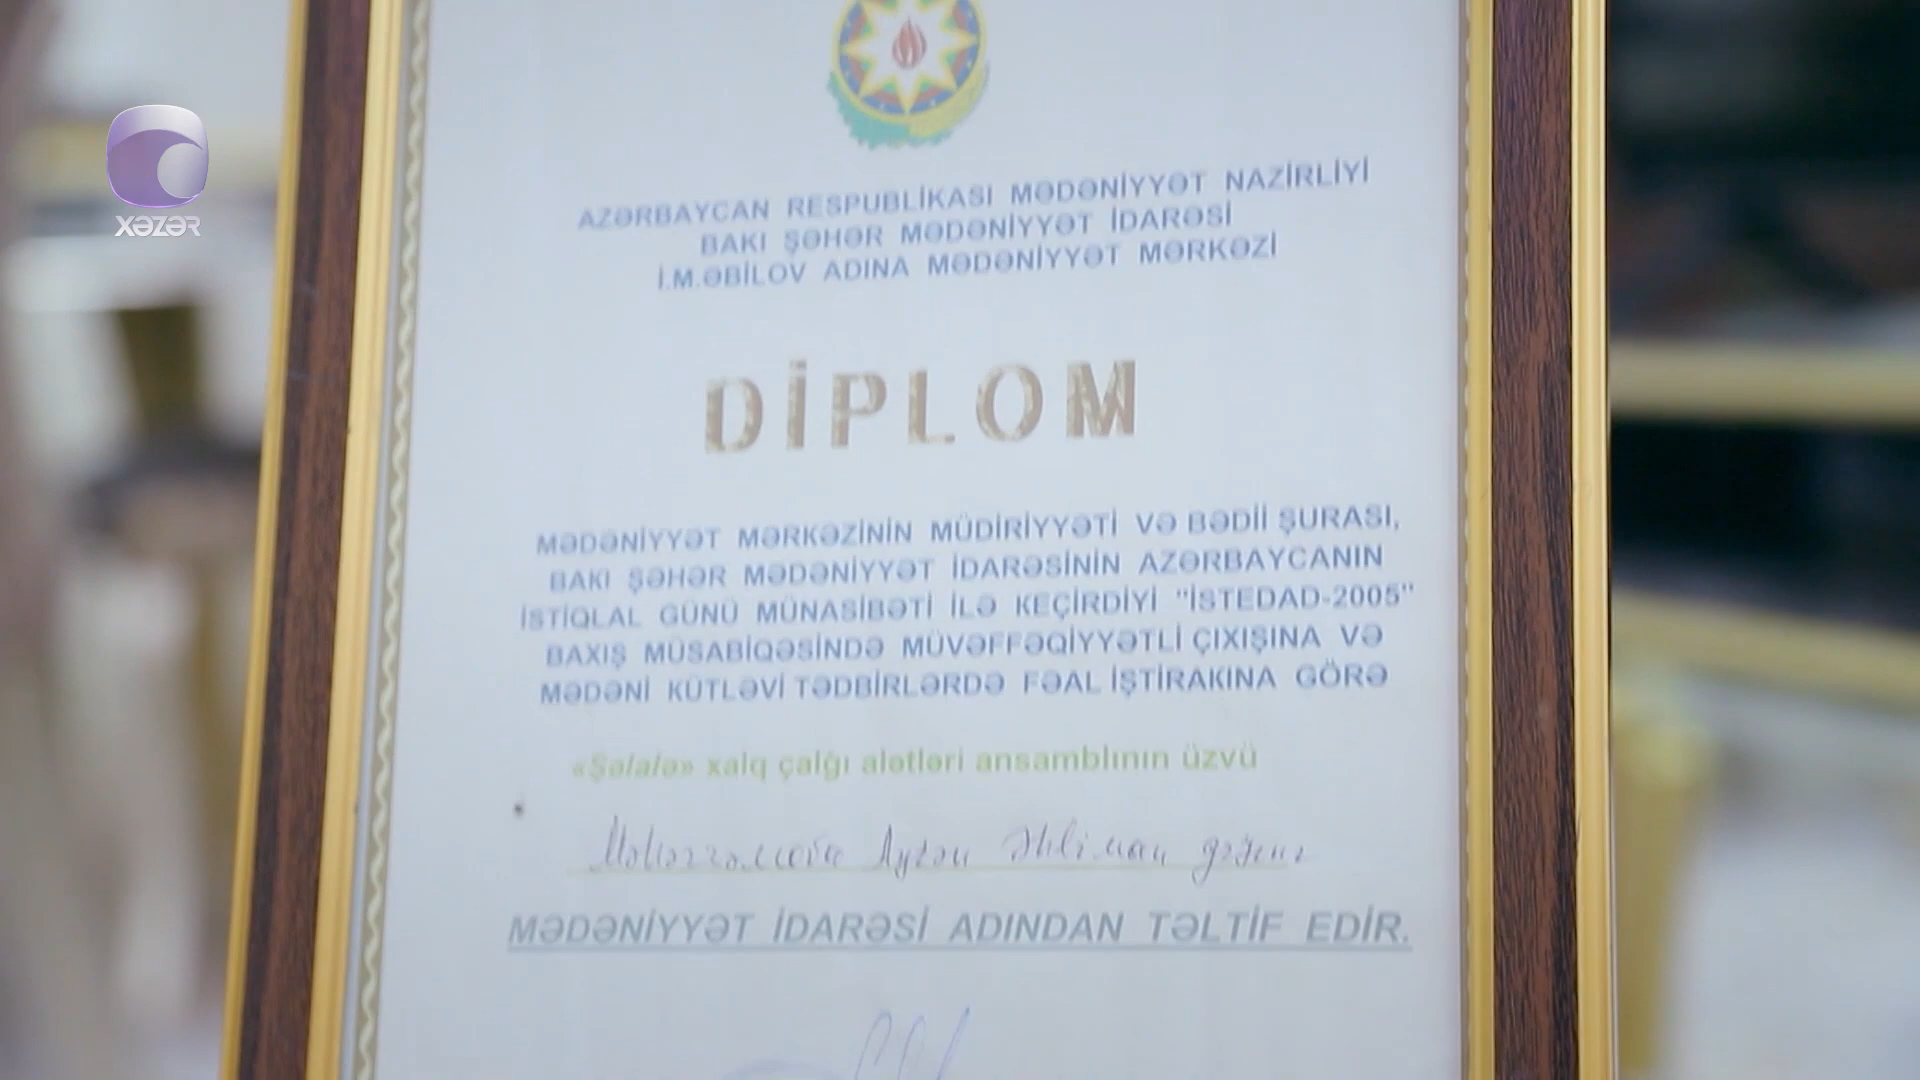 XƏZƏR
AZƏRBAYCAN RESPUBLİKASI MƏDƏNİYYƏT NAZİRLİYİ
BAKI ŞƏHƏR MƏDƏNİYYƏT İDARƏSİ
İ.M.ƏBİLOV ADINA MƏDƏNİYYƏT MƏRKƏZİ
DİPLOM
MƏDƏNİYYƏT MƏRKƏZİNİN MÜDİRİYYƏTİ VƏ BƏDİİ ŞURASI,
BAKI ŞƏHƏR MƏDƏNİYYƏT İDARƏSİNİN AZƏRBAYCANIN
İSTİQLAL GÜNÜ MÜNASİBƏTİ İLƏ KEÇİRDİYİ "İSTEDAD-2005"
BAXIŞ MÜSABİQƏSİNDƏ MÜVƏFFƏQİYYƏTLİ ÇIXIŞINA VƏ
MƏDƏNİ KÜTLƏVİ TƏDBİRLƏRDƏ FƏAL İŞTİRAKINA GÖRƏ
«Şəlalə» xalq çalğı alətləri ansamblının üzvü
Məhərrəmova Aytən Əhliman qızını
MƏDƏNİYYƏT İDARƏSİ ADINDAN TƏLTİF EDİR.